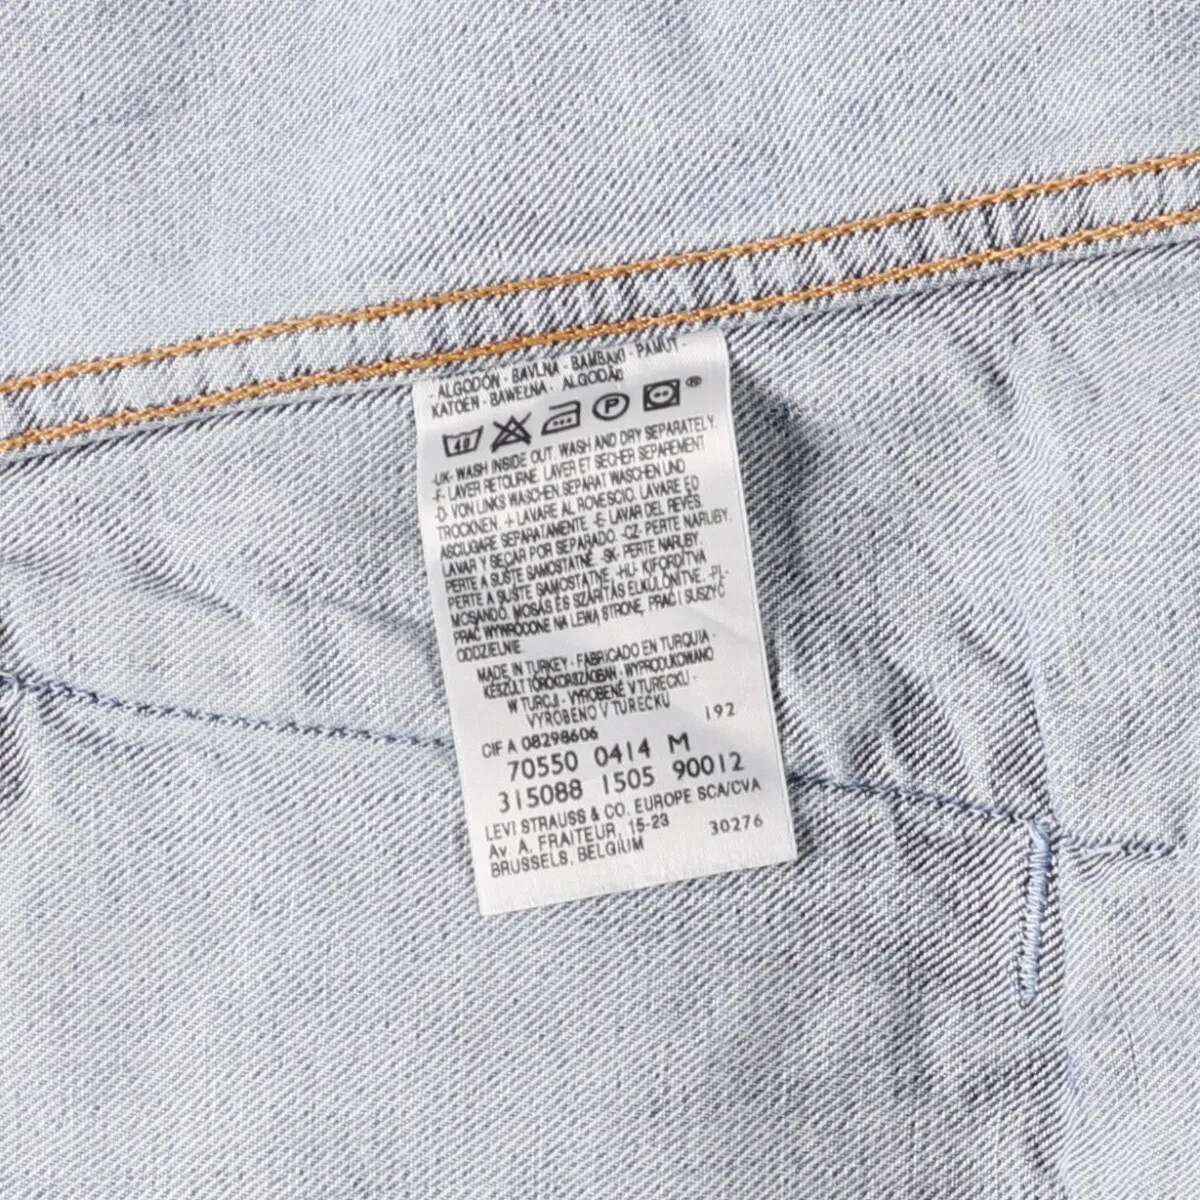 - ALGODÓN - BAVLNA - BAMBAKI - PAMUT -
KATOEN - BAWEŁNA - ALGODÃO
40 P ®
-UK- WASH INSIDE OUT. WASH AND DRY SEPARATELY.
-F- LAVER RETOURNE. LAVER ET SECHER SEPAREMENT
-D- VON LINKS WASCHEN. SEPARAT WASCHEN UND
TROCKNEN. -I- LAVARE AL ROVESCIO. LAVARE ED
ASCIUGARE SEPARATAMENTE -E- LAVAR DEL REVÉS.
LAVAR Y SECAR POR SEPARADO. -CZ- PERTE NARUBY.
PERTE A SUŠTE SAMOSTATNĚ. -SK- PERTE NARUBY.
PERTE A SUŠTE SAMOSTATNE. -HU- KIFORDÍTVA
MOSANDÓ. MOSÁS ÉS SZÁRÍTÁS ELKÜLÖNÍTVE. -PL-
PRAĆ WYWRÓCONE NA LEWĄ STRONĘ, PRAĆ I SUSZYĆ
ODDZIELNIE.
MADE IN TURKEY - FABRICADO EN TURQUIA -
KÉSZÜLT TÖRÖKORSZÁGBAN - WYPRODUKOWANO
W TURCJI - VYROBENÉ V TURECKU -
VYROBENO V TURECKU
192
CIF A 08298606
70550 0414 M
315088 1505 90012
LEVI STRAUSS & CO. EUROPE SCA/CVA
Av. A. FRAITEUR, 15-23 30276
BRUSSELS, BELGIUM